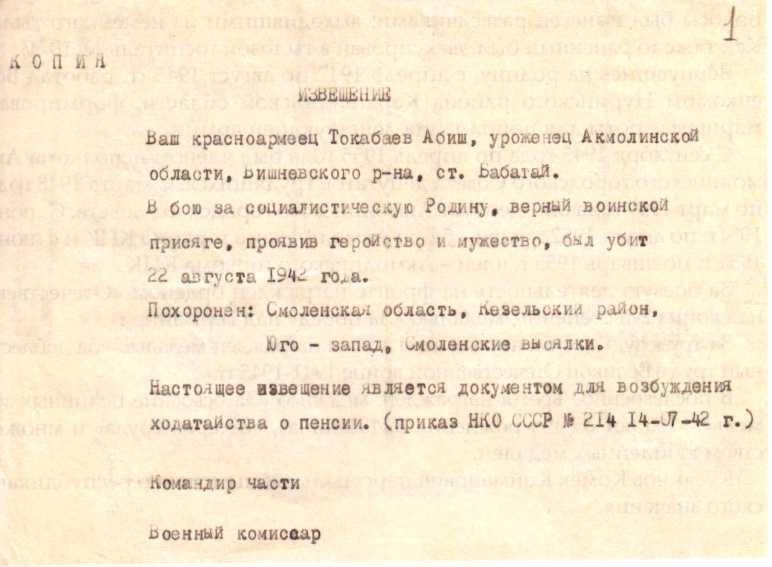 1
КОПИЯ
ИЗВЕЩЕНИЕ
Ваш красноармеец Токабаев Абиш, уроженец Акмолинской
области, Вишневского р-на, ст. Бабатай.
В бою за социалистическую Родину, верный воинской
присяге, проявив геройство и мужество, был убит
22 августа 1942 года.
Похоронен: Смоленская область, Кезельский район,
Юго - запад, Смоленские высялки.
Настоящее извещение является документом для возбуждения
ходатайства о пенсии. (приказ НКО СССР № 214 14-07-42 г.)
Командир части
Военный комиссар